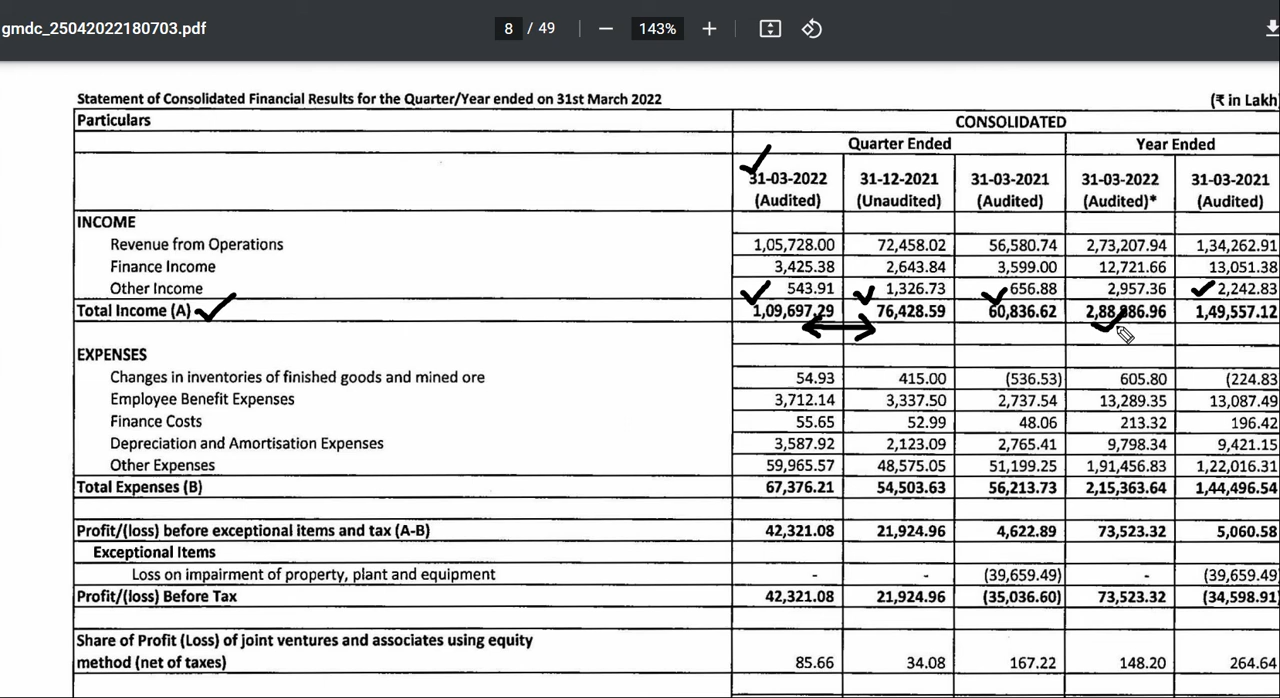 gmdc_25042022180703.pdf 8 / 49 143%
Statement of Consolidated Financial Results for the Quarter/Year ended on 31st March 2022 (₹ in Lakh
Particulars CONSOLIDATED
Quarter Ended Year Ended
31-03-2022 31-12-2021 31-03-2021 31-03-2022 31-03-2021
(Audited) (Unaudited) (Audited) (Audited)* (Audited)
INCOME
Revenue from Operations 1,05,728.00 72,458.02 56,580.74 2,73,207.94 1,34,262.91
Finance Income 3,425.38 2,643.84 3,599.00 12,721.66 13,051.38
Other Income 543.91 1,326.73 656.88 2,957.36 2,242.83
Total Income (A) 1,09,697.29 76,428.59 60,836.62 2,88,886.96 1,49,557.12
EXPENSES
Changes in inventories of finished goods and mined ore 54.93 415.00 (536.53) 605.80 (224.83
Employee Benefit Expenses 3,712.14 3,337.50 2,737.54 13,289.35 13,087.49
Finance Costs 55.65 52.99 48.06 213.32 196.42
Depreciation and Amortisation Expenses 3,587.92 2,123.09 2,765.41 9,798.34 9,421.15
Other Expenses 59,965.57 48,575.05 51,199.25 1,91,456.83 1,22,016.31
Total Expenses (B) 67,376.21 54,503.63 56,213.73 2,15,363.64 1,44,496.54
Profit/(loss) before exceptional items and tax (A-B) 42,321.08 21,924.96 4,622.89 73,523.32 5,060.58
Exceptional Items
Loss on impairment of property, plant and equipment - - (39,659.49) - (39,659.49
Profit/(loss) Before Tax 42,321.08 21,924.96 (35,036.60) 73,523.32 (34,598.91)
Share of Profit (Loss) of joint ventures and associates using equity
method (net of taxes) 85.66 34.08 167.22 148.20 264.64